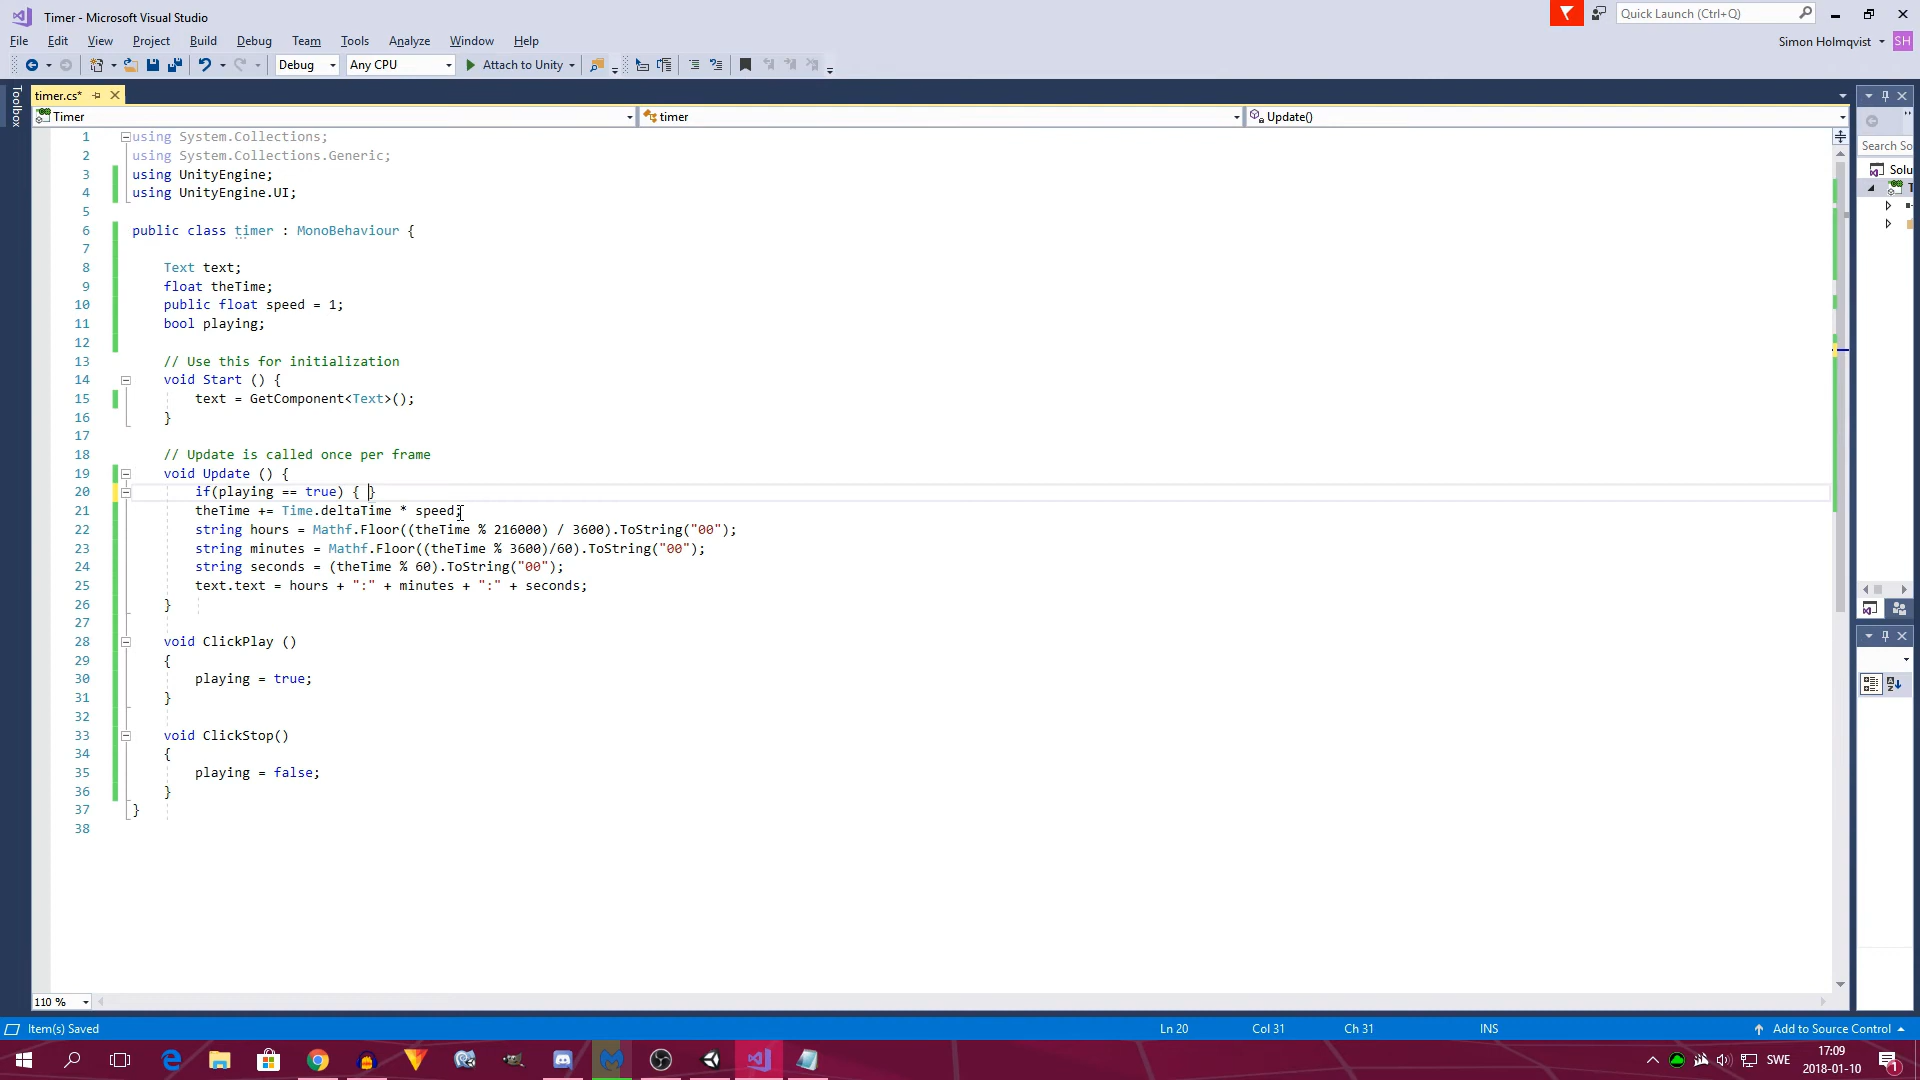 Timer - Microsoft Visual Studio
Quick Launch (Ctrl+Q)
File Edit View Project Build Debug Team Tools Analyze Window Help
Simon Holmqvist SH
Debug Any CPU Attach to Unity
Toolbox
timer.cs*
Timer timer Update()
Search So
Solu
1 using System.Collections;
2 using System.Collections.Generic;
3 using UnityEngine;
4 using UnityEngine.UI;
5
6 public class timer : MonoBehaviour {
7
8 Text text;
9 float theTime;
10 public float speed = 1;
11 bool playing;
12
13 // Use this for initialization
14 void Start () {
15 text = GetComponent<Text>();
16 }
17
18 // Update is called once per frame
19 void Update () {
20 if(playing == true) { }
21 theTime += Time.deltaTime * speed;
22 string hours = Mathf.Floor((theTime % 216000) / 3600).ToString("00");
23 string minutes = Mathf.Floor((theTime % 3600)/60).ToString("00");
24 string seconds = (theTime % 60).ToString("00");
25 text.text = hours + ":" + minutes + ":" + seconds;
26 }
27
28 void ClickPlay ()
29 {
30 playing = true;
31 }
32
33 void ClickStop()
34 {
35 playing = false;
36 }
37 }
38
110 %
Item(s) Saved Ln 20 Col 31 Ch 31 INS Add to Source Control
SWE 17:09
2018-01-10 1